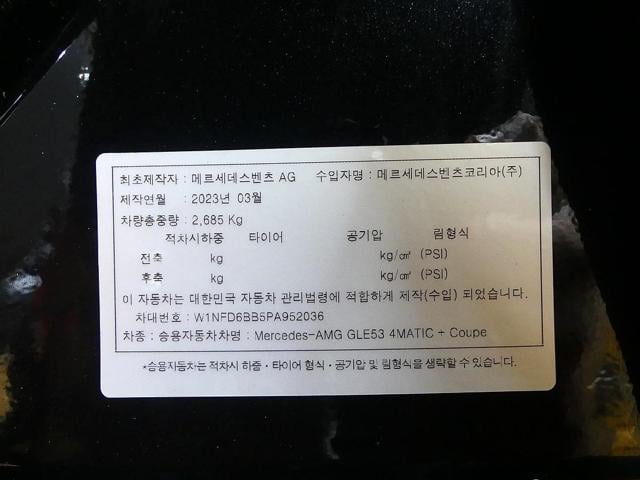 최초제작자 : 메르세데스벤츠 AG 수입자명 : 메르세데스벤츠코리아(주)
제작연월 : 2023년 03월
차량총중량 : 2,685 Kg
적차시하중 타이어 공기압 림형식
전축 kg kg/㎠ (PSI)
후축 kg kg/㎠ (PSI)
이 자동차는 대한민국 자동차 관리법령에 적합하게 제작(수입) 되었습니다.
차대번호 : W1NFD6BB5PA952036
차종 : 승용자동차차명 : Mercedes-AMG GLE53 4MATIC + Coupe
*승용자동차는 적차시 하중·타이어 형식·공기압 및 림형식을 생략할 수 있습니다.